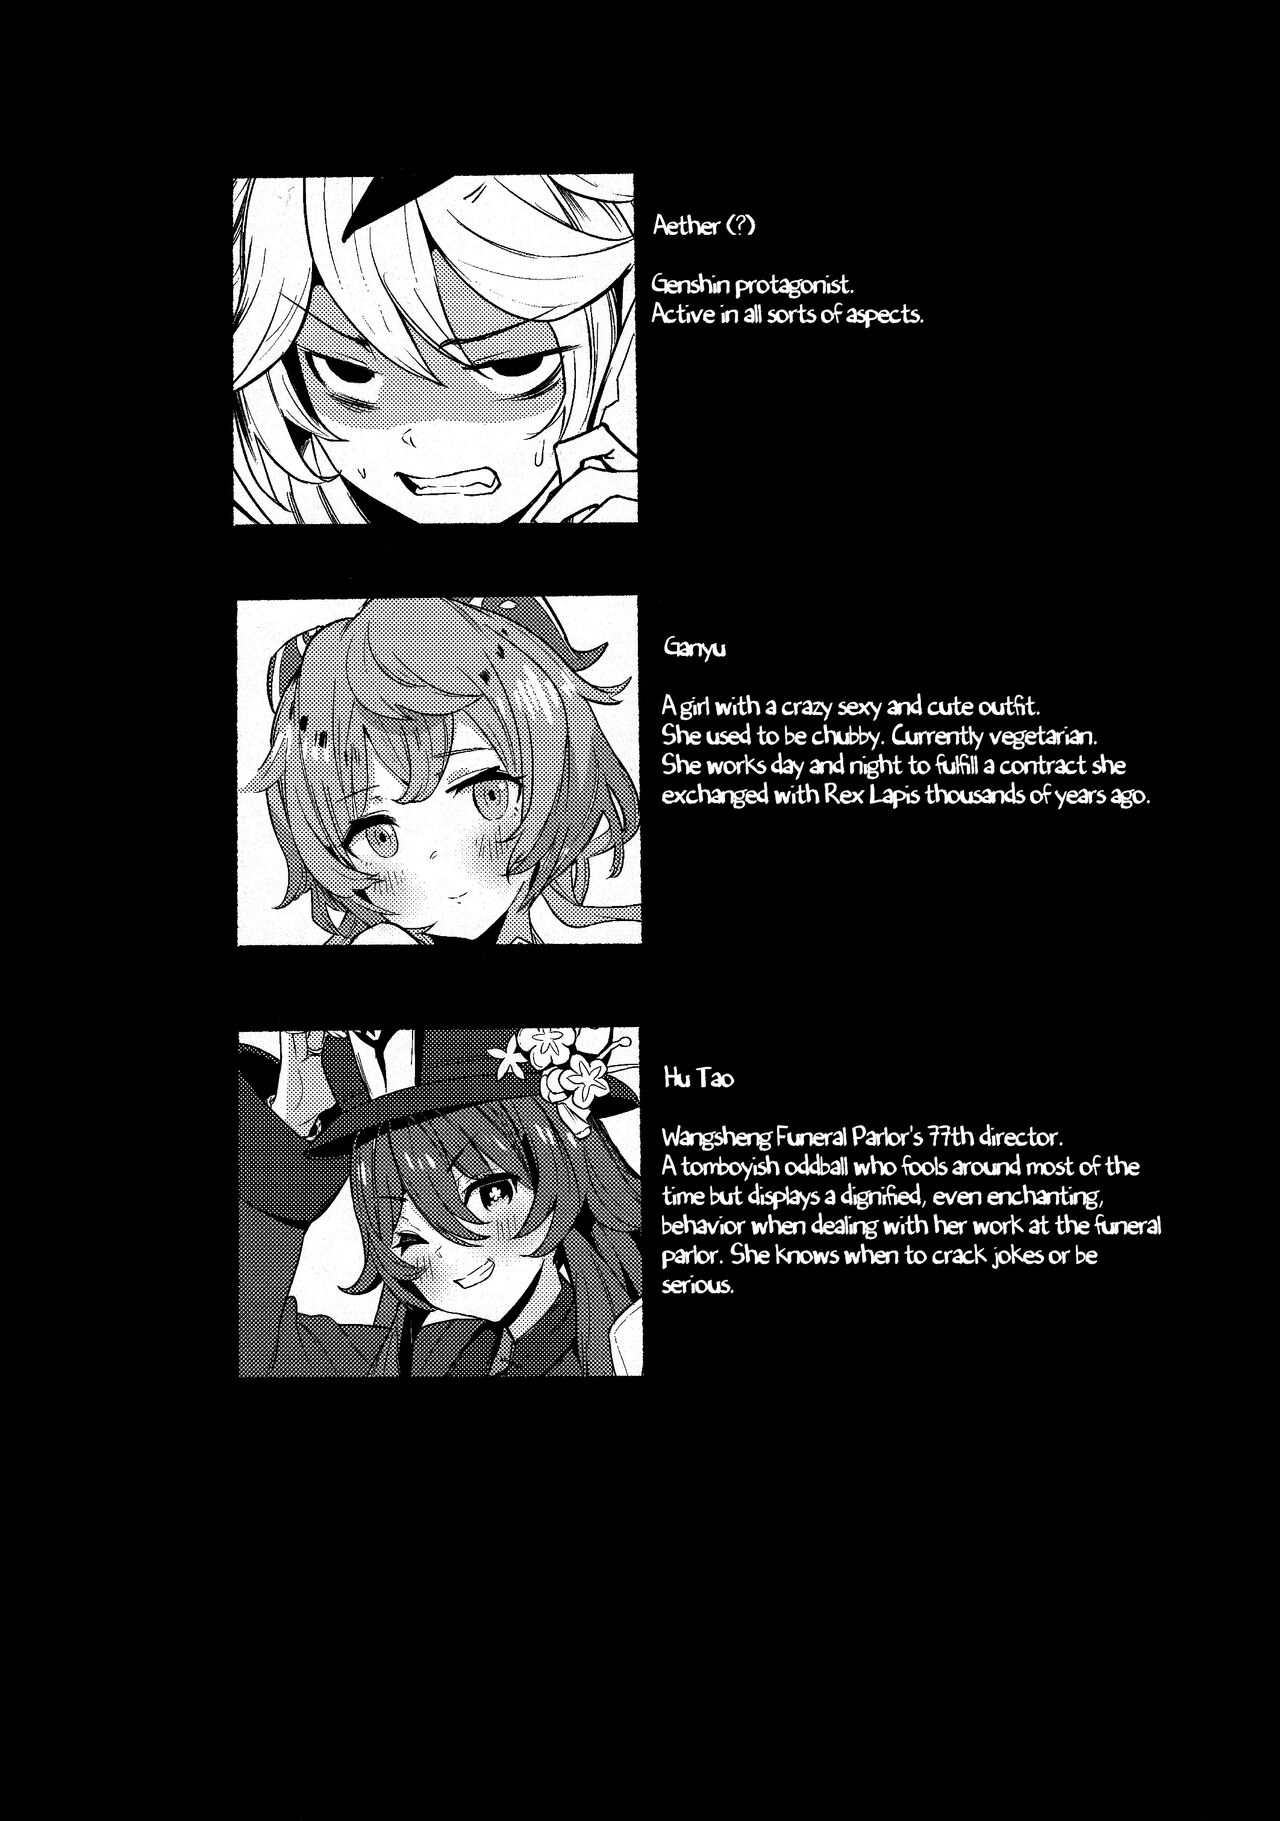 Aether (?)
Genshin protagonist.
Active in all sorts of aspects.
Ganyu
A girl with a crazy sexy and cute outfit.
She used to be chubby. Currently vegetarian.
She works day and night to fulfill a contract she
exchanged with Rex Lapis thousands of years ago.
Hu Tao
Wangsheng Funeral Parlor's 77th director.
A tomboyish oddball who fools around most of the
time but displays a dignified, even enchanting,
behavior when dealing with her work at the funeral
parlor. She knows when to crack jokes or be
serious.